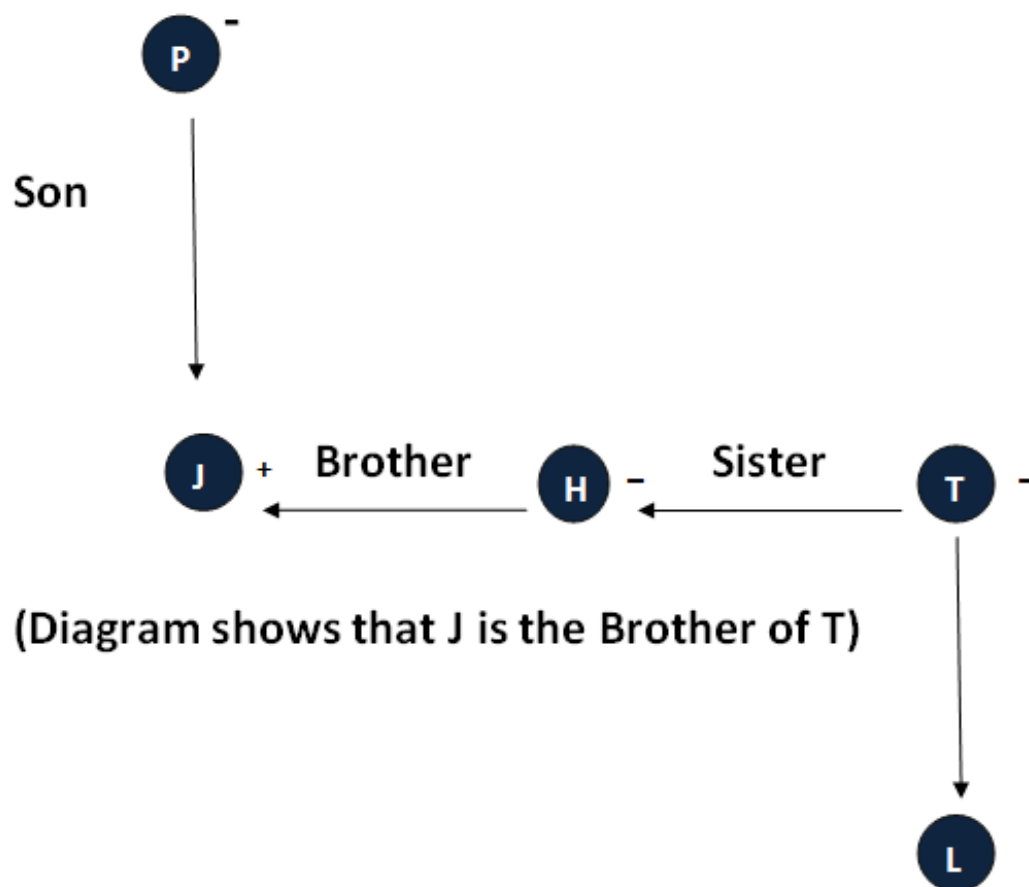 P -
Son
J + Brother H – Sister T -
(Diagram shows that J is the Brother of T)
L